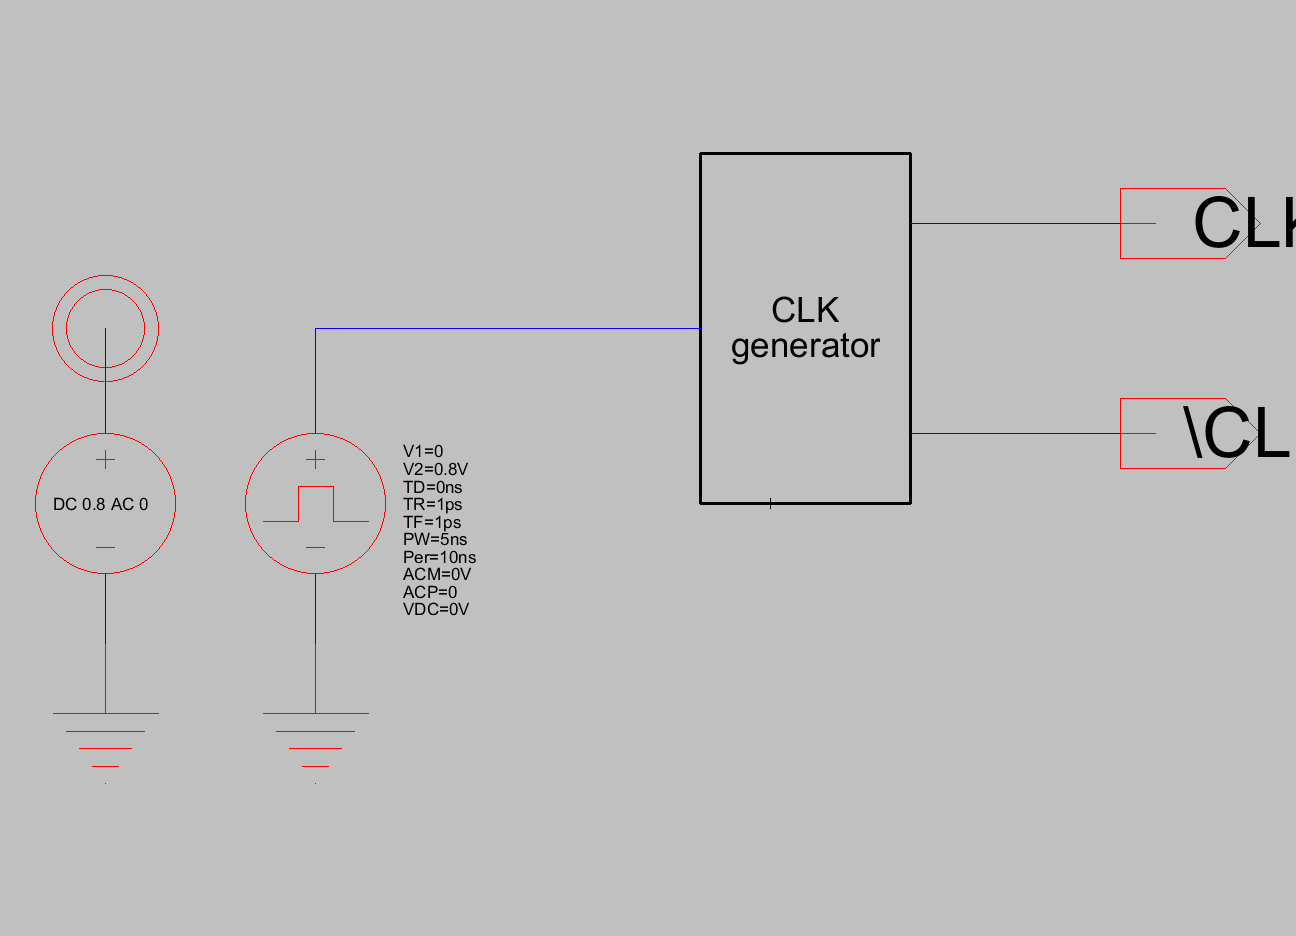 CLK
CLK
generator
\CL
DC 0.8 AC 0
V1=0
V2=0.8V
TD=0ns
TR=1ps
TF=1ps
PW=5ns
Per=10ns
ACM=0V
ACP=0
VDC=0V